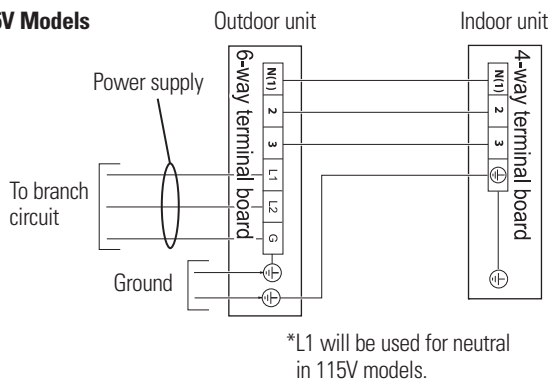 5V Models
Outdoor unit
Indoor unit
Power supply
6-way terminal board
N(1)
2
3
L1
L2
G
4-way terminal board
N(1)
2
3
To branch
circuit
Ground
*L1 will be used for neutral
in 115V models.